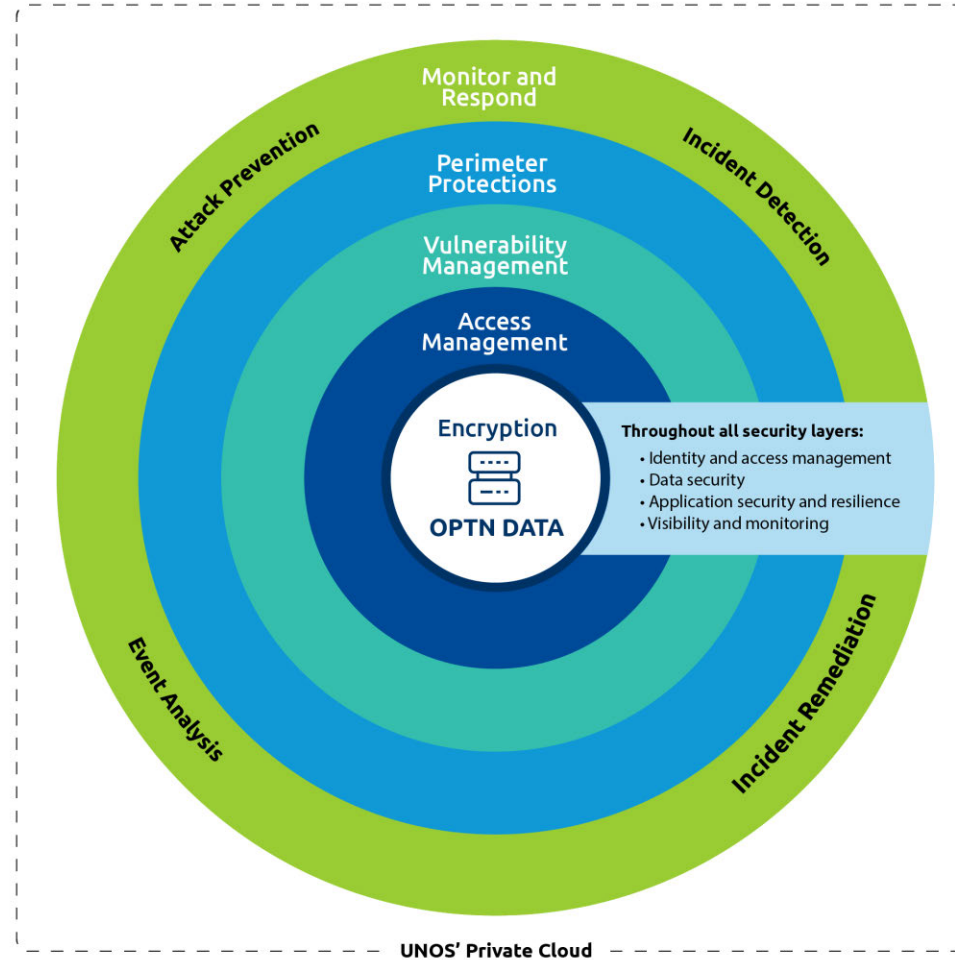 Monitor and
Respond
Attack Prevention
Incident Detection
Perimeter
Protections
Vulnerability
Management
Access
Management
Encryption
OPTN DATA
Throughout all security layers:
• Identity and access management
• Data security
• Application security and resilience
• Visibility and monitoring
Event Analysis
Incident Remediation
UNOS’ Private Cloud